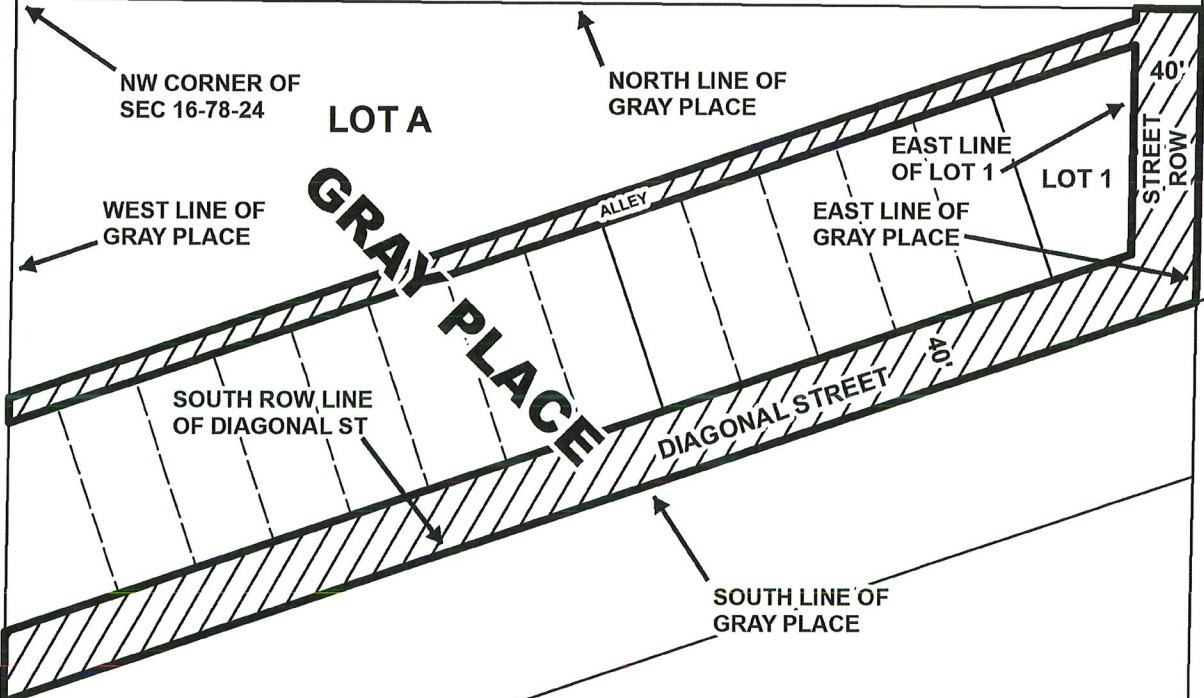 NW CORNER OF
SEC 16-78-24
LOT A
NORTH LINE OF
GRAY PLACE
40'
STREET
ROW
EAST LINE
OF LOT 1
LOT 1
WEST LINE OF
GRAY PLACE
ALLEY
EAST LINE OF
GRAY PLACE
GRAY PLACE
SOUTH ROW LINE
OF DIAGONAL ST
40'
DIAGONAL STREET
SOUTH LINE OF
GRAY PLACE